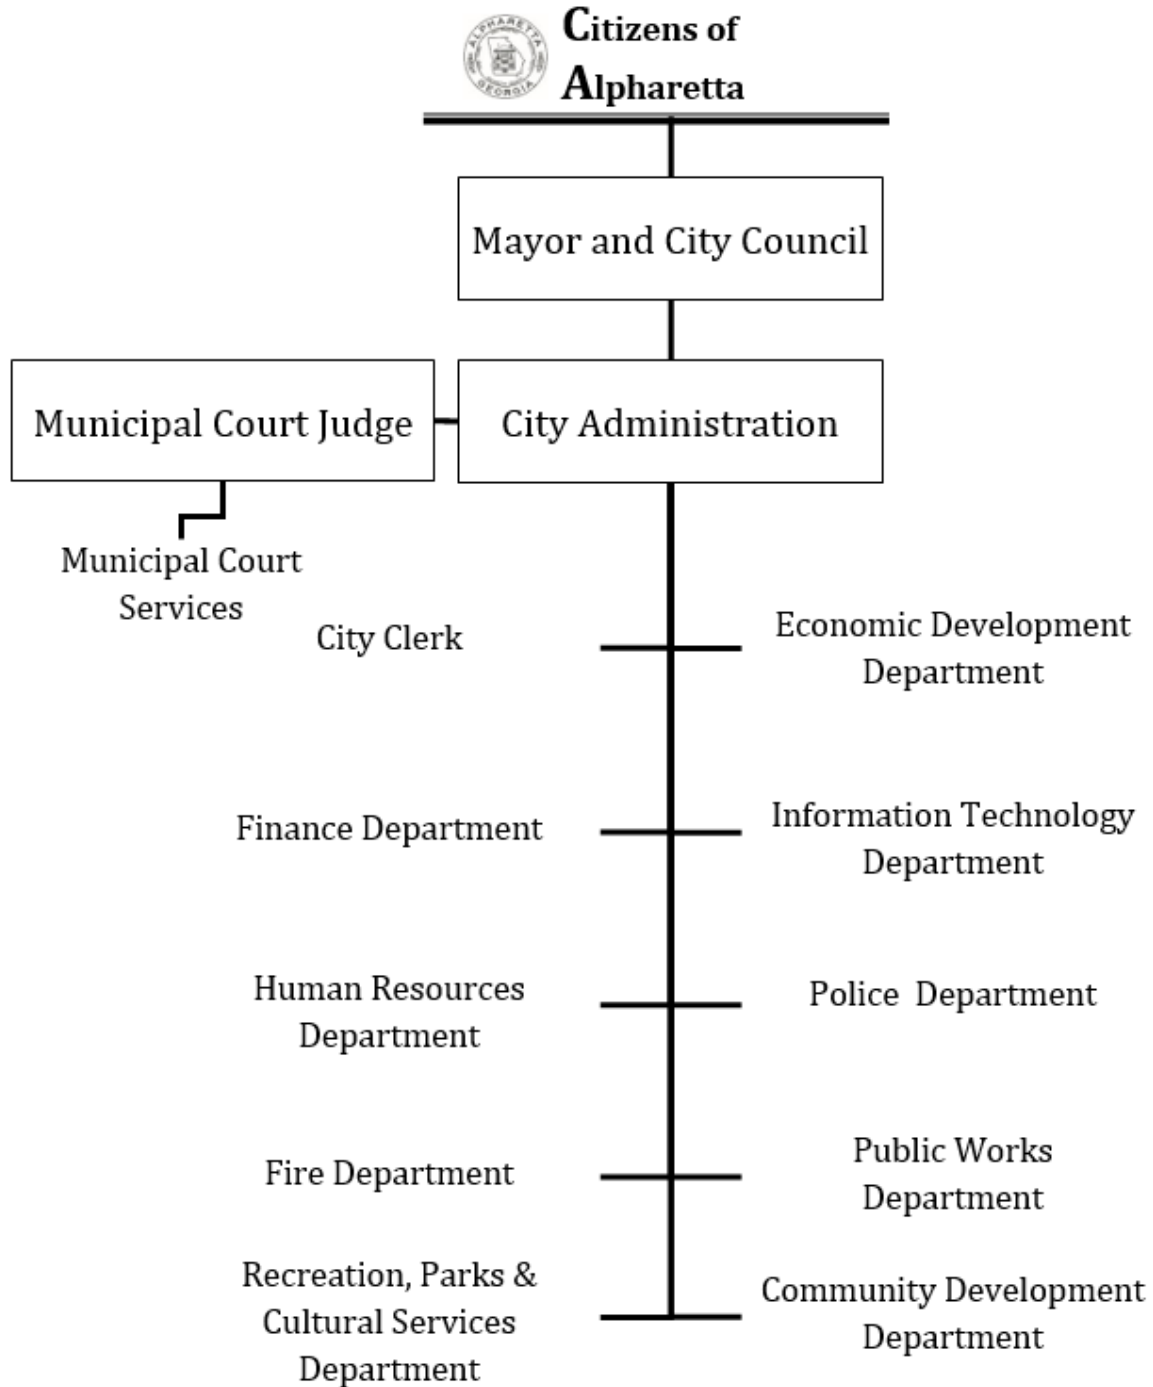 ALPHARETTA
GEORGIA
Citizens of
Alpharetta
Mayor and City Council
Municipal Court Judge
City Administration
Municipal Court
Services
City Clerk
Economic Development
Department
Finance Department
Information Technology
Department
Human Resources
Department
Police  Department
Fire Department
Public Works
Department
Recreation, Parks &
Cultural Services
Department
Community Development
Department